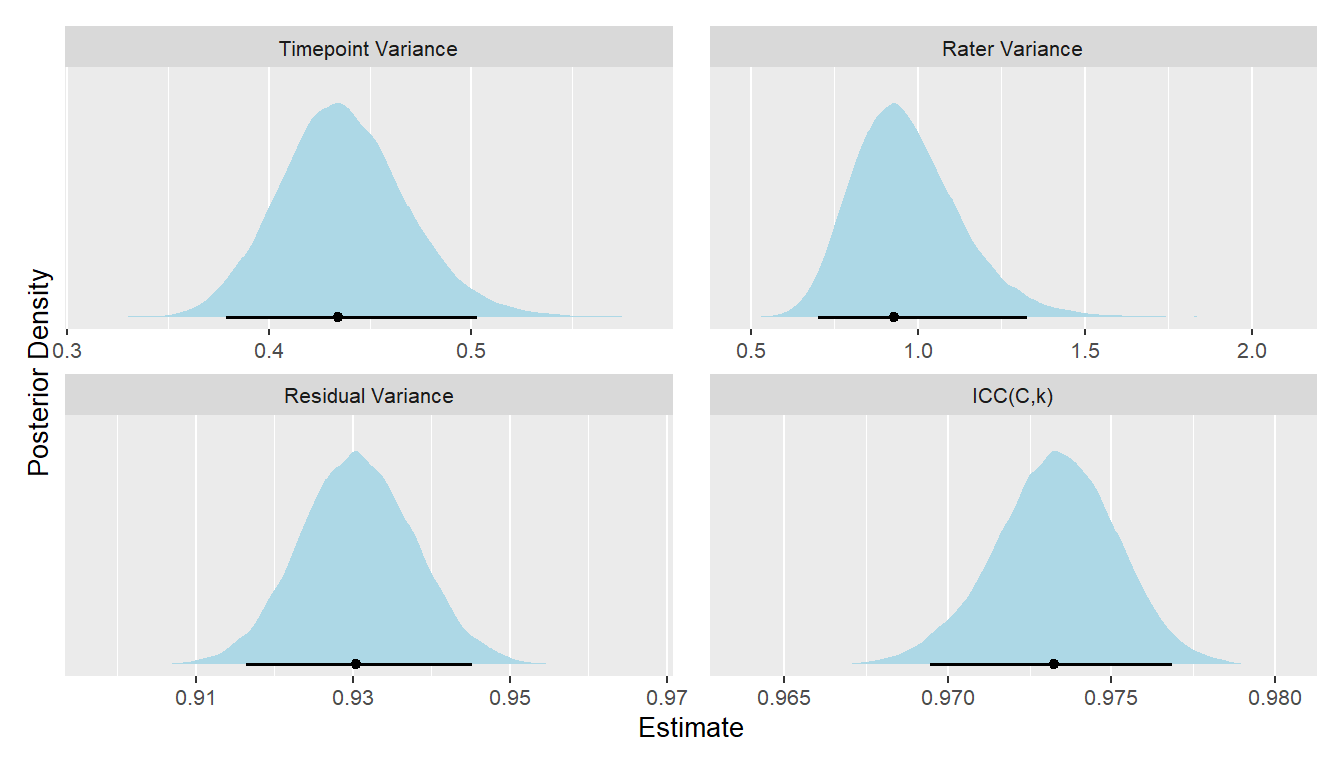 Timepoint Variance
Rater Variance
0.3 0.4 0.5
0.5 1.0 1.5 2.0
Posterior Density
Residual Variance
ICC(C,k)
0.91 0.93 0.95 0.97
0.965 0.970 0.975 0.980
Estimate